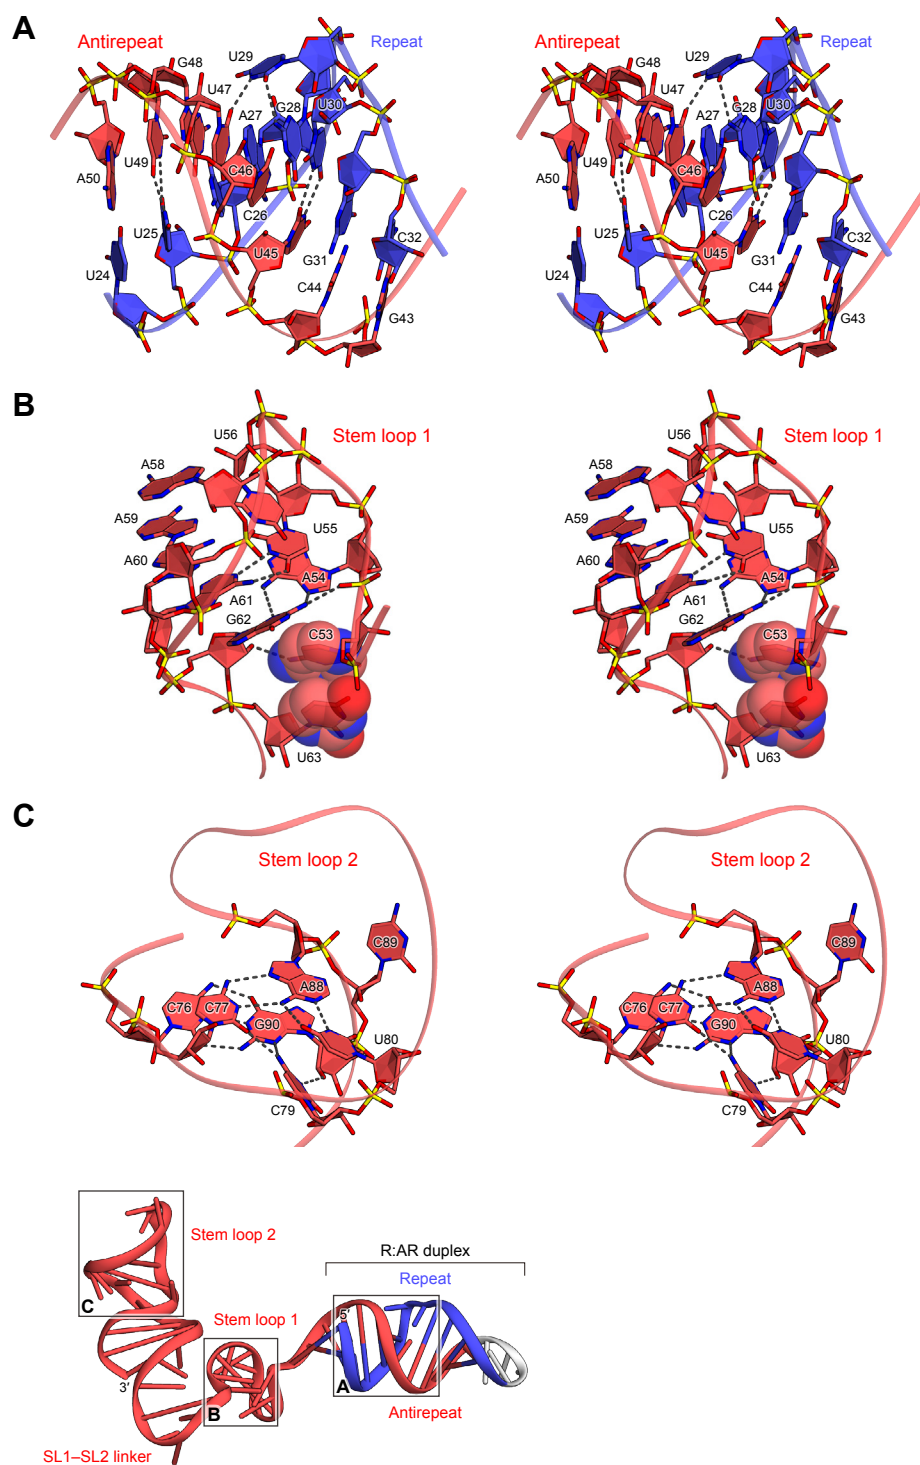 A
Antirepeat
Repeat
Antirepeat
Repeat
U29
G48
U47
A27
G28
U30
U49
C46
A50
C26
U25
U45
G31
C32
U24
C44
G43
U29
G48
U47
A27
G28
U30
U49
C46
A50
C26
U25
U45
G31
C32
U24
C44
G43
B
Stem loop 1
Stem loop 1
U56
A58
A59
U55
A60
A54
A61
G62
C53
U63
U56
A58
A59
U55
A60
A54
A61
G62
C53
U63
C
Stem loop 2
Stem loop 2
C89
A88
C76
C77
G90
U80
C79
C89
A88
C76
C77
G90
U80
C79
Stem loop 2
R:AR duplex
Repeat
C
Stem loop 1
5′
3′
B
A
Antirepeat
SL1–SL2 linker